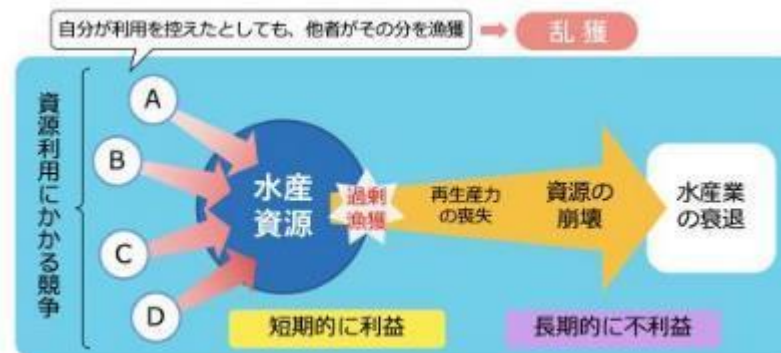 自分が利用を控えたとしても、他者がその分を漁獲
乱獲
資源利用にかかる競争
A
B
C
D
水産
資源
過剰
漁獲
再生産力
の喪失
資源の
崩壊
水産業
の衰退
短期的に利益
長期的に不利益